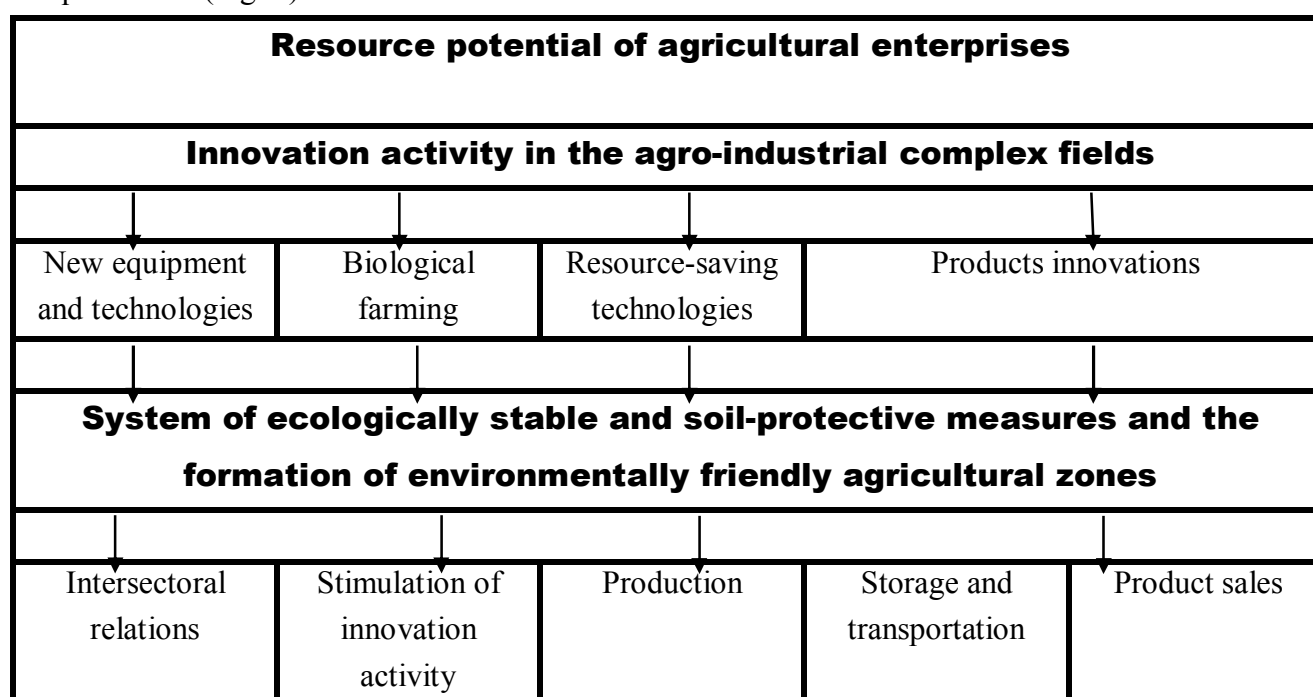 Resource potential of agricultural enterprises
Innovation activity in the agro-industrial complex fields
New equipment
and technologies
Biological
farming
Resource-saving
technologies
Products innovations
System of ecologically stable and soil-protective measures and the
formation of environmentally friendly agricultural zones
Intersectoral
relations
Stimulation of
innovation
activity
Production
Storage and
transportation
Product sales